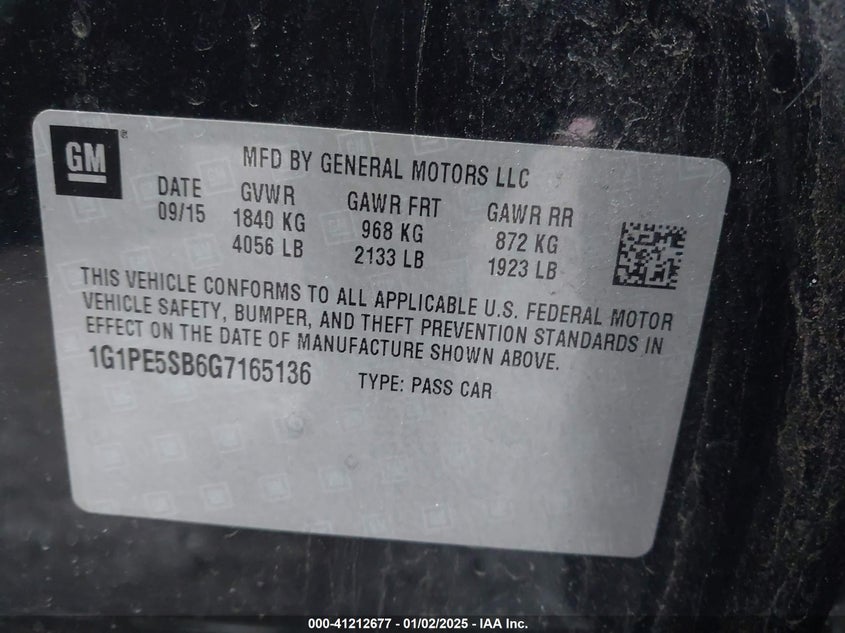 GM
MFD BY GENERAL MOTORS LLC
DATE GVWR GAWR FRT GAWR RR
09/15 1840 KG 968 KG 872 KG
4056 LB 2133 LB 1923 LB
THIS VEHICLE CONFORMS TO ALL APPLICABLE U.S. FEDERAL MOTOR
VEHICLE SAFETY, BUMPER, AND THEFT PREVENTION STANDARDS IN
EFFECT ON THE DATE OF MANUFACTURE SHOWN ABOVE.
1G1PE5SB6G7165136 TYPE: PASS CAR
000-41212677 - 01/02/2025 - IAA Inc.